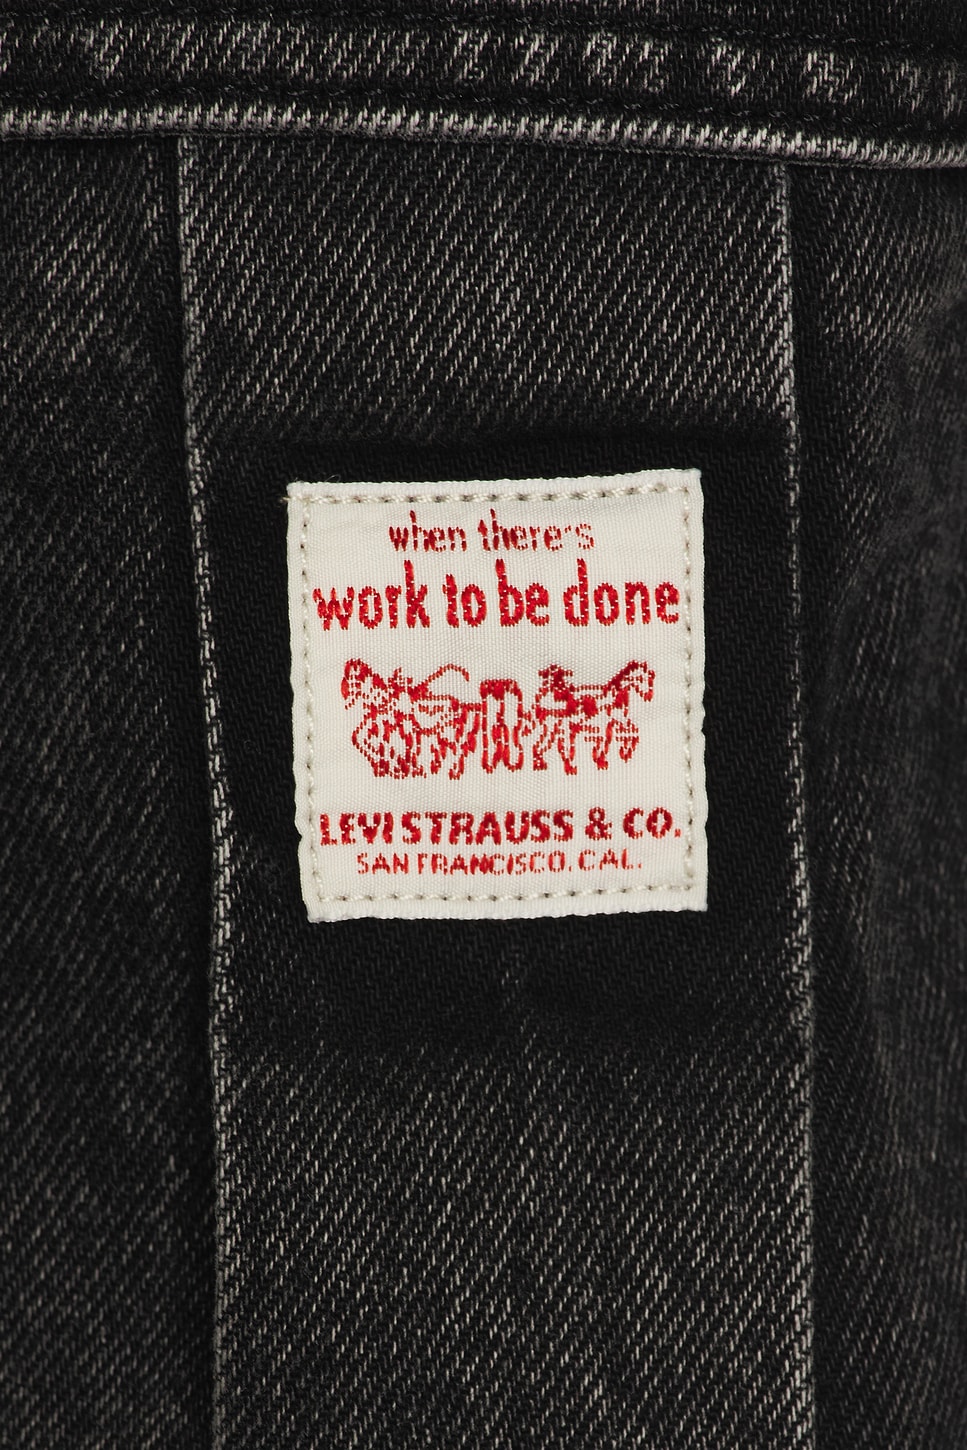 when there's
work to be done
LEVI STRAUSS & CO.
SAN FRANCISCO, CAL.